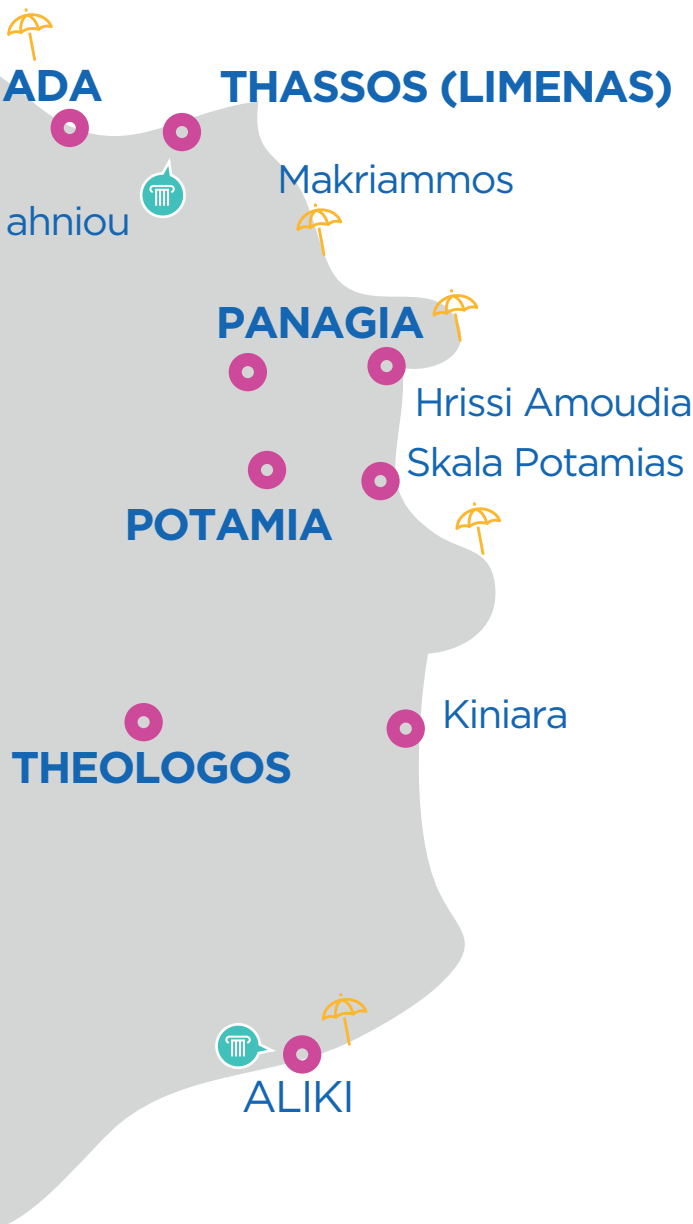 ADA
THASSOS (LIMENAS)
Makriammos
ahniou
PANAGIA
Hrissi Amoudia
Skala Potamias
POTAMIA
Kiniara
THEOLOGOS
ALIKI